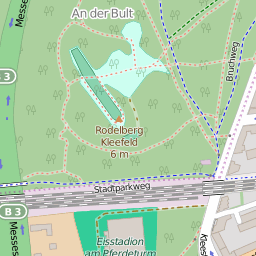 An der Bult
Messe
B 3
Bruchweg
Rodelberg
Kleefeld
6 m
Stadtparkweg
B 3
Eisstadion
am Pferdeturm
Messe
Klees